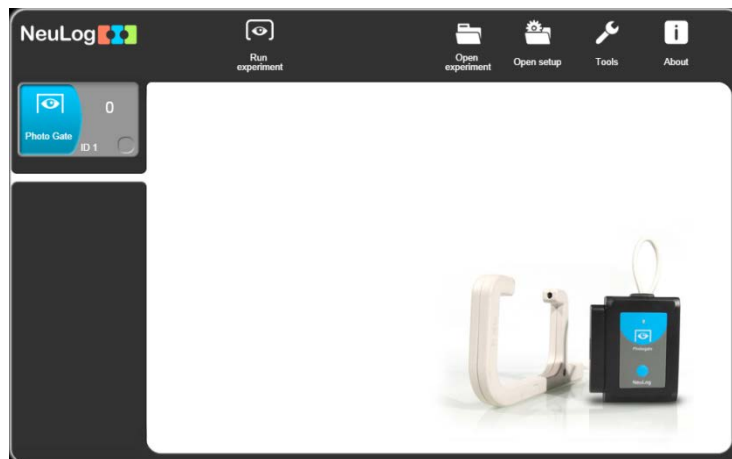 NeuLog
Run
experiment
Open
experiment
Open setup
Tools
About
0
Photo Gate
ID 1
Photogate
NeuLog